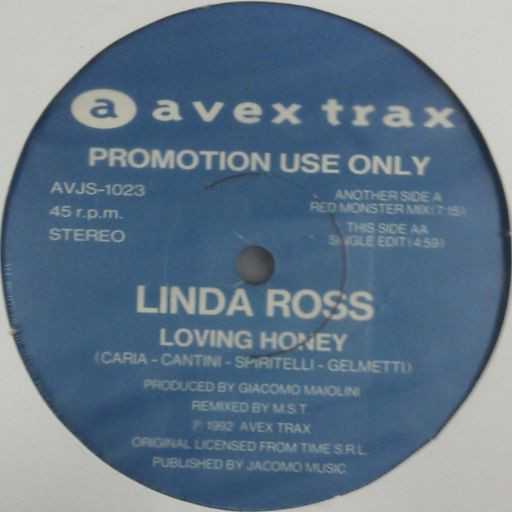 a avex trax
PROMOTION USE ONLY
AVJS-1023
45 r.p.m.
STEREO
ANOTHER SIDE A
RED MONSTER MIX(7:15)
THIS SIDE AA
SINGLE EDIT(4:59)
LINDA ROSS
LOVING HONEY
(CARIA - CANTINI - SPIRITELLI - GELMETTI)
PRODUCED BY GIACOMO MAIOLINI
REMIXED BY M.S.T.
Ⓟ 1992 AVEX TRAX
ORIGINAL LICENSED FROM TIME S.R.L.
PUBLISHED BY JACOMO MUSIC